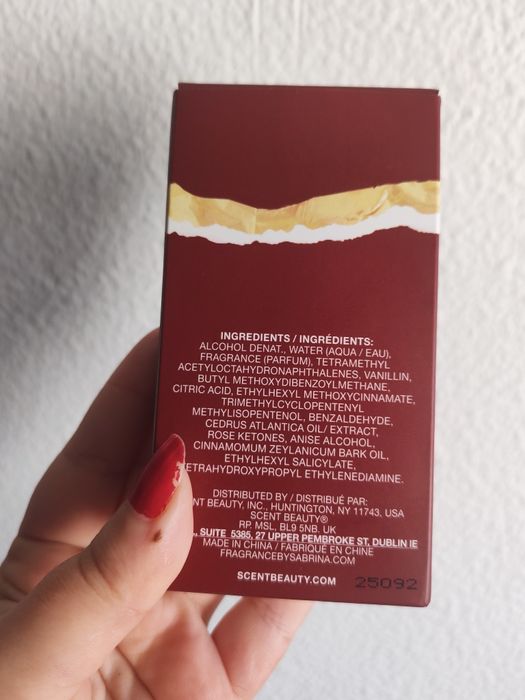 INGREDIENTS / INGRÉDIENTS:
ALCOHOL DENAT., WATER (AQUA / EAU),
FRAGRANCE (PARFUM), TETRAMETHYL
ACETYLOCTAHYDRONAPHTHALENES, VANILLIN,
BUTYL METHOXYDIBENZOYLMETHANE,
CITRIC ACID, ETHYLHEXYL METHOXYCINNAMATE,
TRIMETHYLCYCLOPENTENYL
METHYLISOPENTENOL, BENZALDEHYDE,
CEDRUS ATLANTICA OIL/ EXTRACT,
ROSE KETONES, ANISE ALCOHOL,
CINNAMOMUM ZEYLANICUM BARK OIL,
ETHYLHEXYL SALICYLATE,
ETRAHYDROXYPROPYL ETHYLENEDIAMINE.
DISTRIBUTED BY / DISTRIBUÉ PAR:
NT BEAUTY, INC., HUNTINGTON, NY 11743, USA
SCENT BEAUTY®
RP. MSL, BL9 5NB. UK
SUITE 5385, 27 UPPER PEMBROKE ST, DUBLIN IE
MADE IN CHINA / FABRIQUÉ EN CHINE
FRAGRANCEBYSABRINA.COM
SCENTBEAUTY.COM
25092